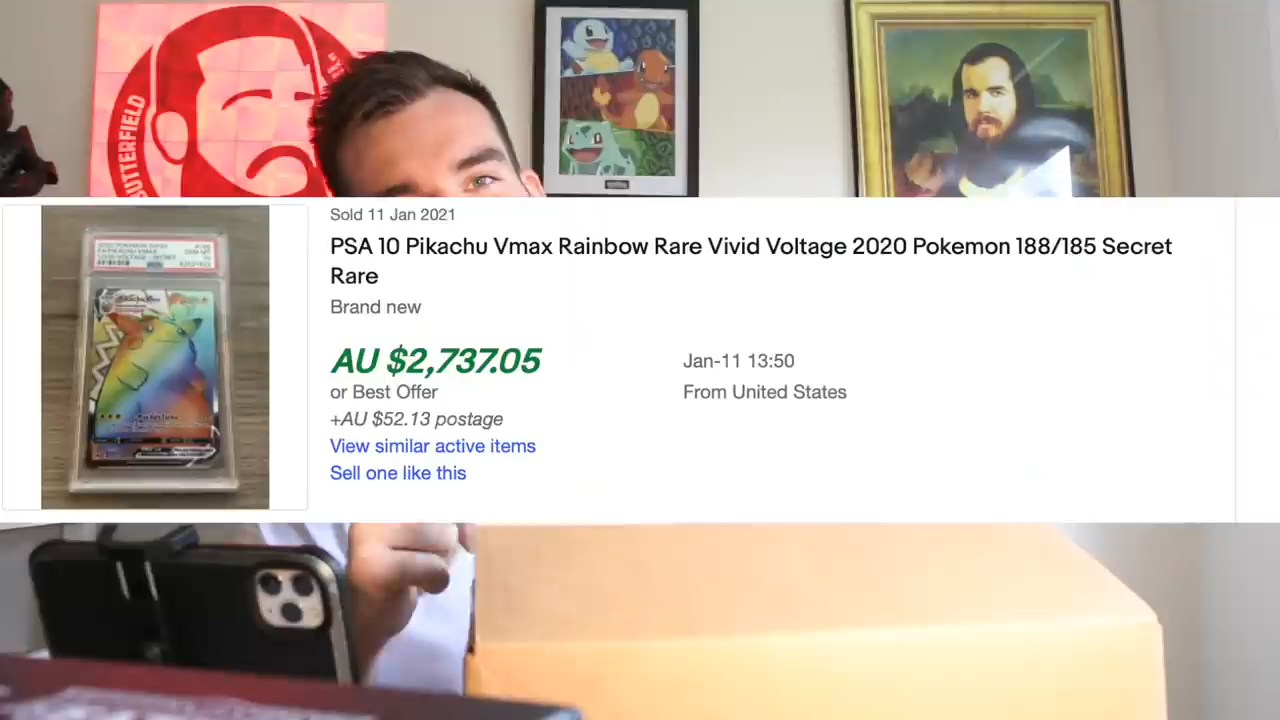 BUTTERFIELD
Sold 11 Jan 2021
PSA 10 Pikachu Vmax Rainbow Rare Vivid Voltage 2020 Pokemon 188/185 Secret
Rare
Brand new
AU $2,737.05
or Best Offer
+AU $52.13 postage
View similar active items
Sell one like this
Jan-11 13:50
From United States